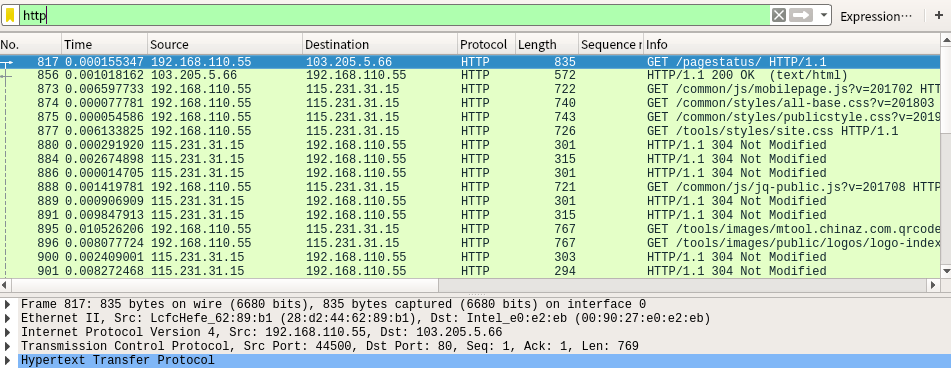 http Expression… +
No. Time Source Destination Protocol Length Sequence r Info
817 0.000155347 192.168.110.55 103.205.5.66 HTTP 835 GET /pagestatus/ HTTP/1.1
856 0.001018162 103.205.5.66 192.168.110.55 HTTP 572 HTTP/1.1 200 OK (text/html)
873 0.006597733 192.168.110.55 115.231.31.15 HTTP 722 GET /common/js/mobilepage.js?v=201702 HTT
874 0.000077781 192.168.110.55 115.231.31.15 HTTP 740 GET /common/styles/all-base.css?v=201803
875 0.000054586 192.168.110.55 115.231.31.15 HTTP 743 GET /common/styles/publicstyle.css?v=2019
877 0.006133825 192.168.110.55 115.231.31.15 HTTP 726 GET /tools/styles/site.css HTTP/1.1
880 0.000291920 115.231.31.15 192.168.110.55 HTTP 301 HTTP/1.1 304 Not Modified
884 0.002674898 115.231.31.15 192.168.110.55 HTTP 315 HTTP/1.1 304 Not Modified
886 0.000014705 115.231.31.15 192.168.110.55 HTTP 301 HTTP/1.1 304 Not Modified
888 0.001419781 192.168.110.55 115.231.31.15 HTTP 721 GET /common/js/jq-public.js?v=201708 HTTP
889 0.000906909 115.231.31.15 192.168.110.55 HTTP 301 HTTP/1.1 304 Not Modified
891 0.009847913 115.231.31.15 192.168.110.55 HTTP 315 HTTP/1.1 304 Not Modified
895 0.010526206 192.168.110.55 115.231.31.15 HTTP 767 GET /tools/images/mtool.chinaz.com.qrcode
896 0.008077724 192.168.110.55 115.231.31.15 HTTP 767 GET /tools/images/public/logos/logo-index
900 0.002409001 115.231.31.15 192.168.110.55 HTTP 303 HTTP/1.1 304 Not Modified
901 0.008272468 115.231.31.15 192.168.110.55 HTTP 294 HTTP/1.1 304 Not Modified
Frame 817: 835 bytes on wire (6680 bits), 835 bytes captured (6680 bits) on interface 0
Ethernet II, Src: LcfcHefe_62:89:b1 (28:d2:44:62:89:b1), Dst: Intel_e0:e2:eb (00:90:27:e0:e2:eb)
Internet Protocol Version 4, Src: 192.168.110.55, Dst: 103.205.5.66
Transmission Control Protocol, Src Port: 44500, Dst Port: 80, Seq: 1, Ack: 1, Len: 769
Hypertext Transfer Protocol